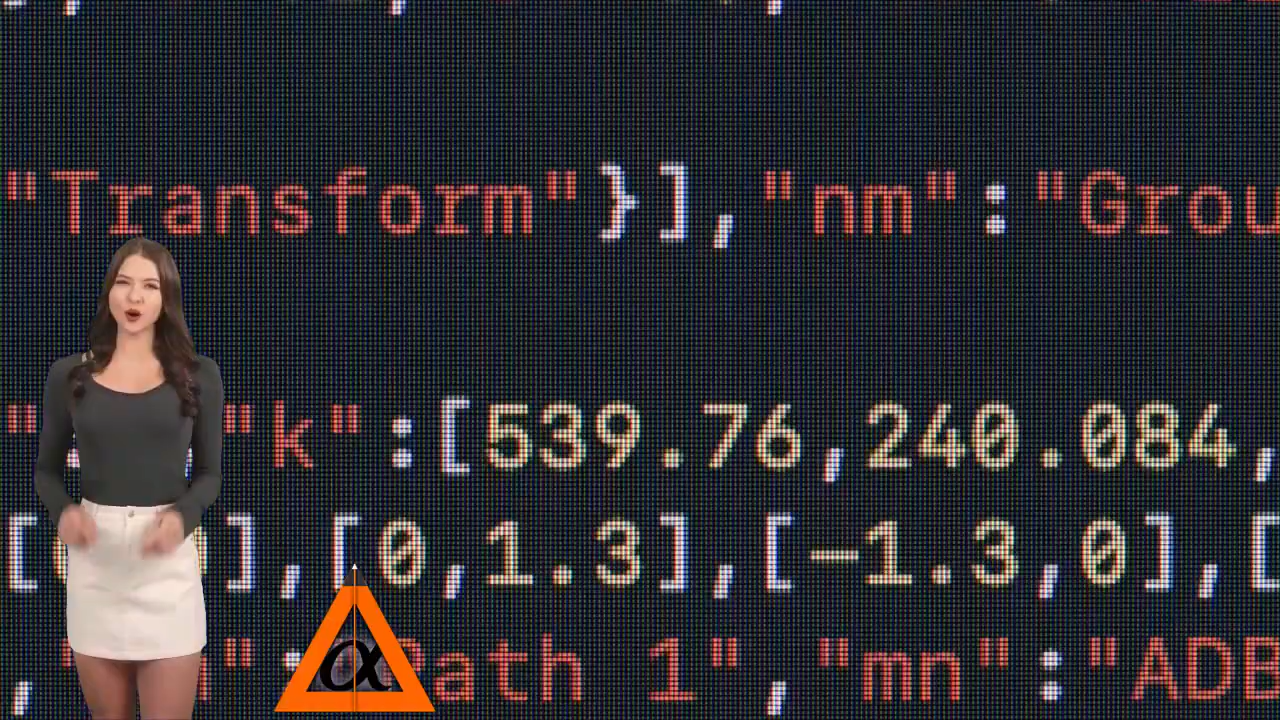 "Transform"}],"nm":"Grou
"k":[539.76,240.084,
],[0,1.3],[-1.3,0],[
Path 1","mn":"ADB
α